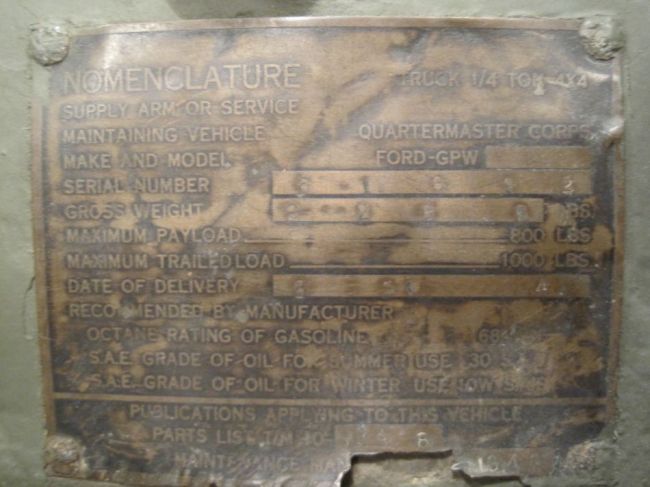 NOMENCLATURE TRUCK 1/4 TON 4X4
SUPPLY ARM OR SERVICE
MAINTAINING VEHICLE QUARTERMASTER CORPS.
MAKE AND MODEL FORD-GPW
SERIAL NUMBER
GROSS WEIGHT LBS.
MAXIMUM PAYLOAD 800 LBS.
MAXIMUM TRAILED LOAD 1000 LBS.
DATE OF DELIVERY
RECOMMENDED BY MANUFACTURER
OCTANE RATING OF GASOLINE 68
S.A.E. GRADE OF OIL FOR SUMMER USE 30
S.A.E. GRADE OF OIL FOR WINTER USE 10W
PUBLICATIONS APPLYING TO THIS VEHICLE
PARTS LIST T/M 10-
MAINTENANCE